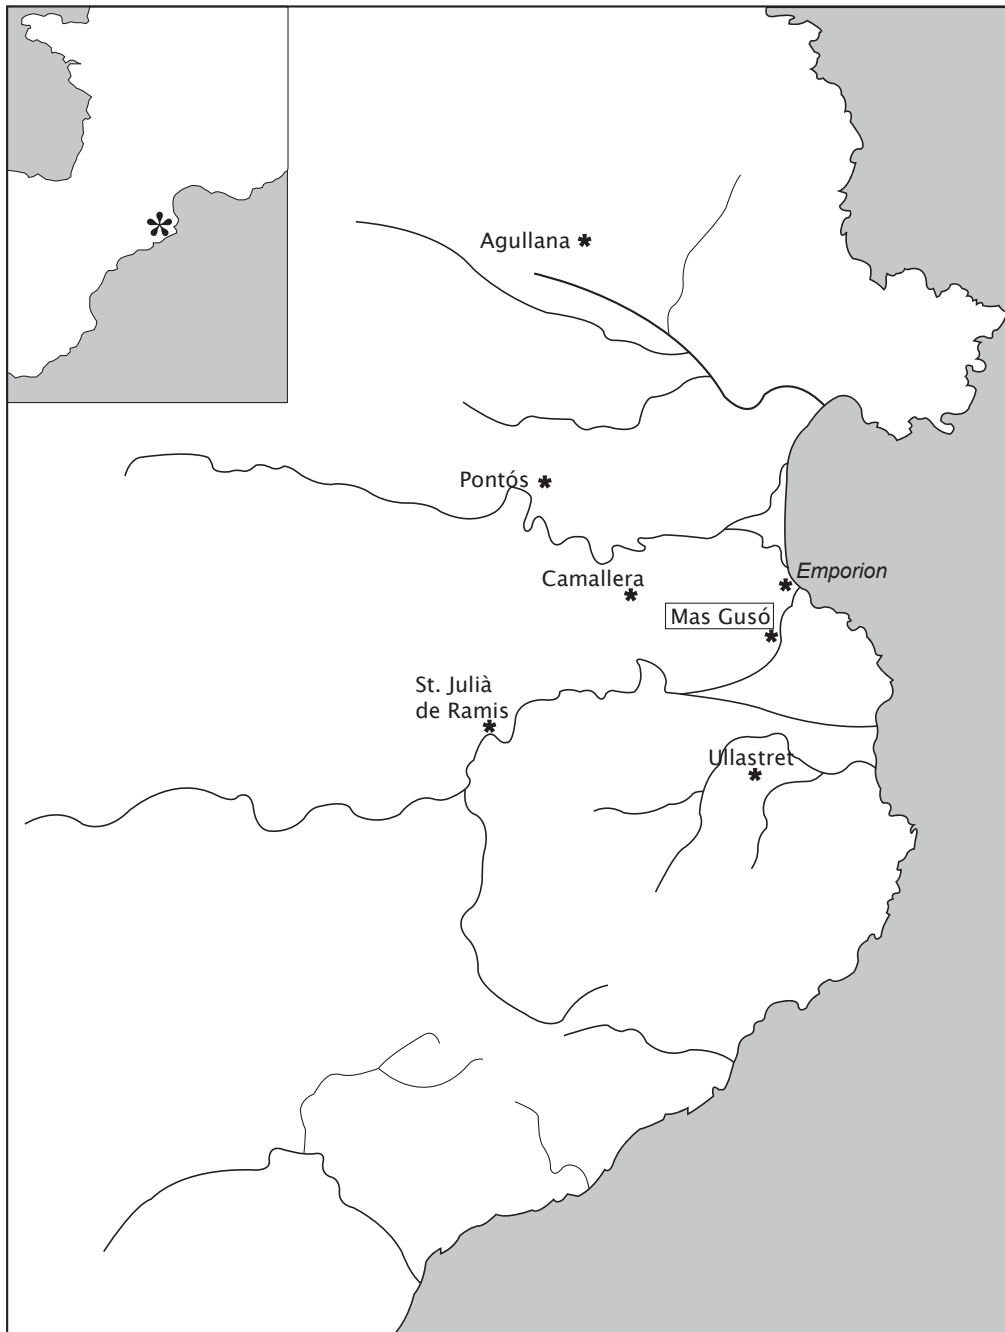 Agullana
Pontós
Camallera
Emporion
Mas Gusó
St. Julià
de Ramis
Ullastret